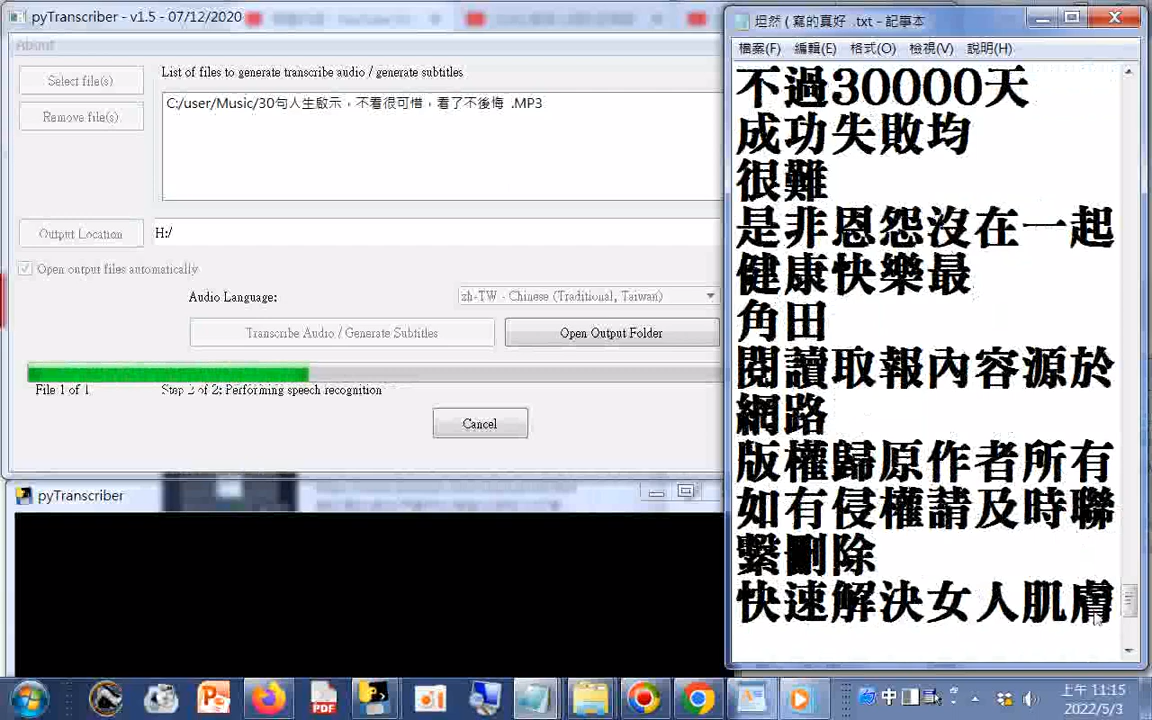 pyTranscriber - v1.5 - 07/12/2020
About
Select file(s)
Remove file(s)
List of files to generate transcribe audio / generate subtitles
C:/user/Music/30句人生啟示，不看很可惜，看了不後悔 .MP3
Output Location
H:/
Open output files automatically
Audio Language:
zh-TW - Chinese (Traditional, Taiwan)
Transcribe Audio / Generate Subtitles
Open Output Folder
File 1 of 1
Step 2 of 2: Performing speech recognition
Cancel
pyTranscriber
坦然 ( 寫的真好 .txt - 記事本
檔案(F) 編輯(E) 格式(O) 檢視(V) 說明(H)
不過30000天
成功失敗均
很難
是非恩怨沒在一起
健康快樂最
角田
閱讀取報內容源於
網路
版權歸原作者所有
如有侵權請及時聯
繫刪除
快速解決女人肌膚
PDF
中
上午 11:15
2022/5/3